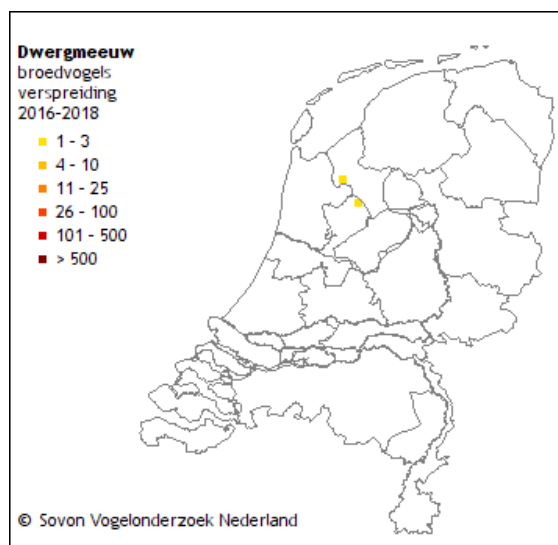 Dwergmeeuw
broedvogels
verspreiding
2016-2018
1 - 3
4 - 10
11 - 25
26 - 100
101 - 500
> 500
© Sovon Vogelonderzoek Nederland